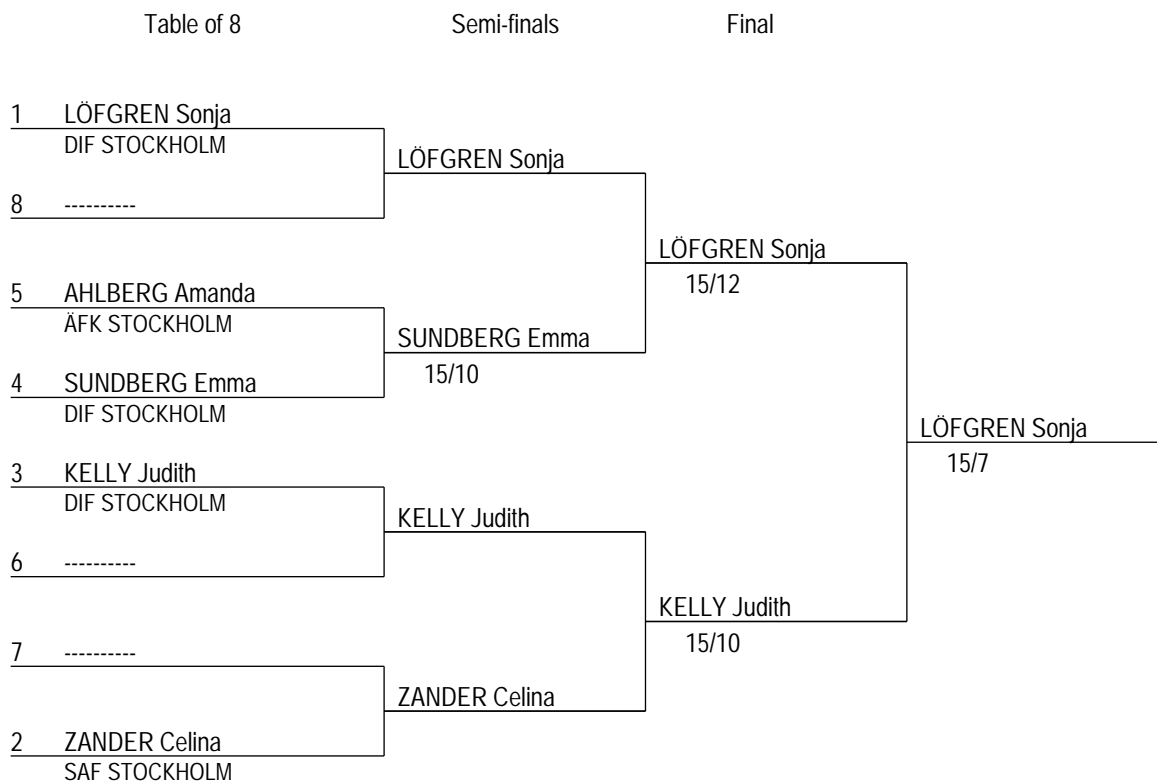 Table of 8 Semi-finals Final
1 LÖFGREN Sonja
DIF STOCKHOLM
LÖFGREN Sonja
8 ----------
LÖFGREN Sonja
15/12
5 AHLBERG Amanda
ÄFK STOCKHOLM
SUNDBERG Emma
15/10
4 SUNDBERG Emma
DIF STOCKHOLM
LÖFGREN Sonja
15/7
3 KELLY Judith
DIF STOCKHOLM
KELLY Judith
6 ----------
KELLY Judith
15/10
7 ----------
ZANDER Celina
2 ZANDER Celina
SAF STOCKHOLM